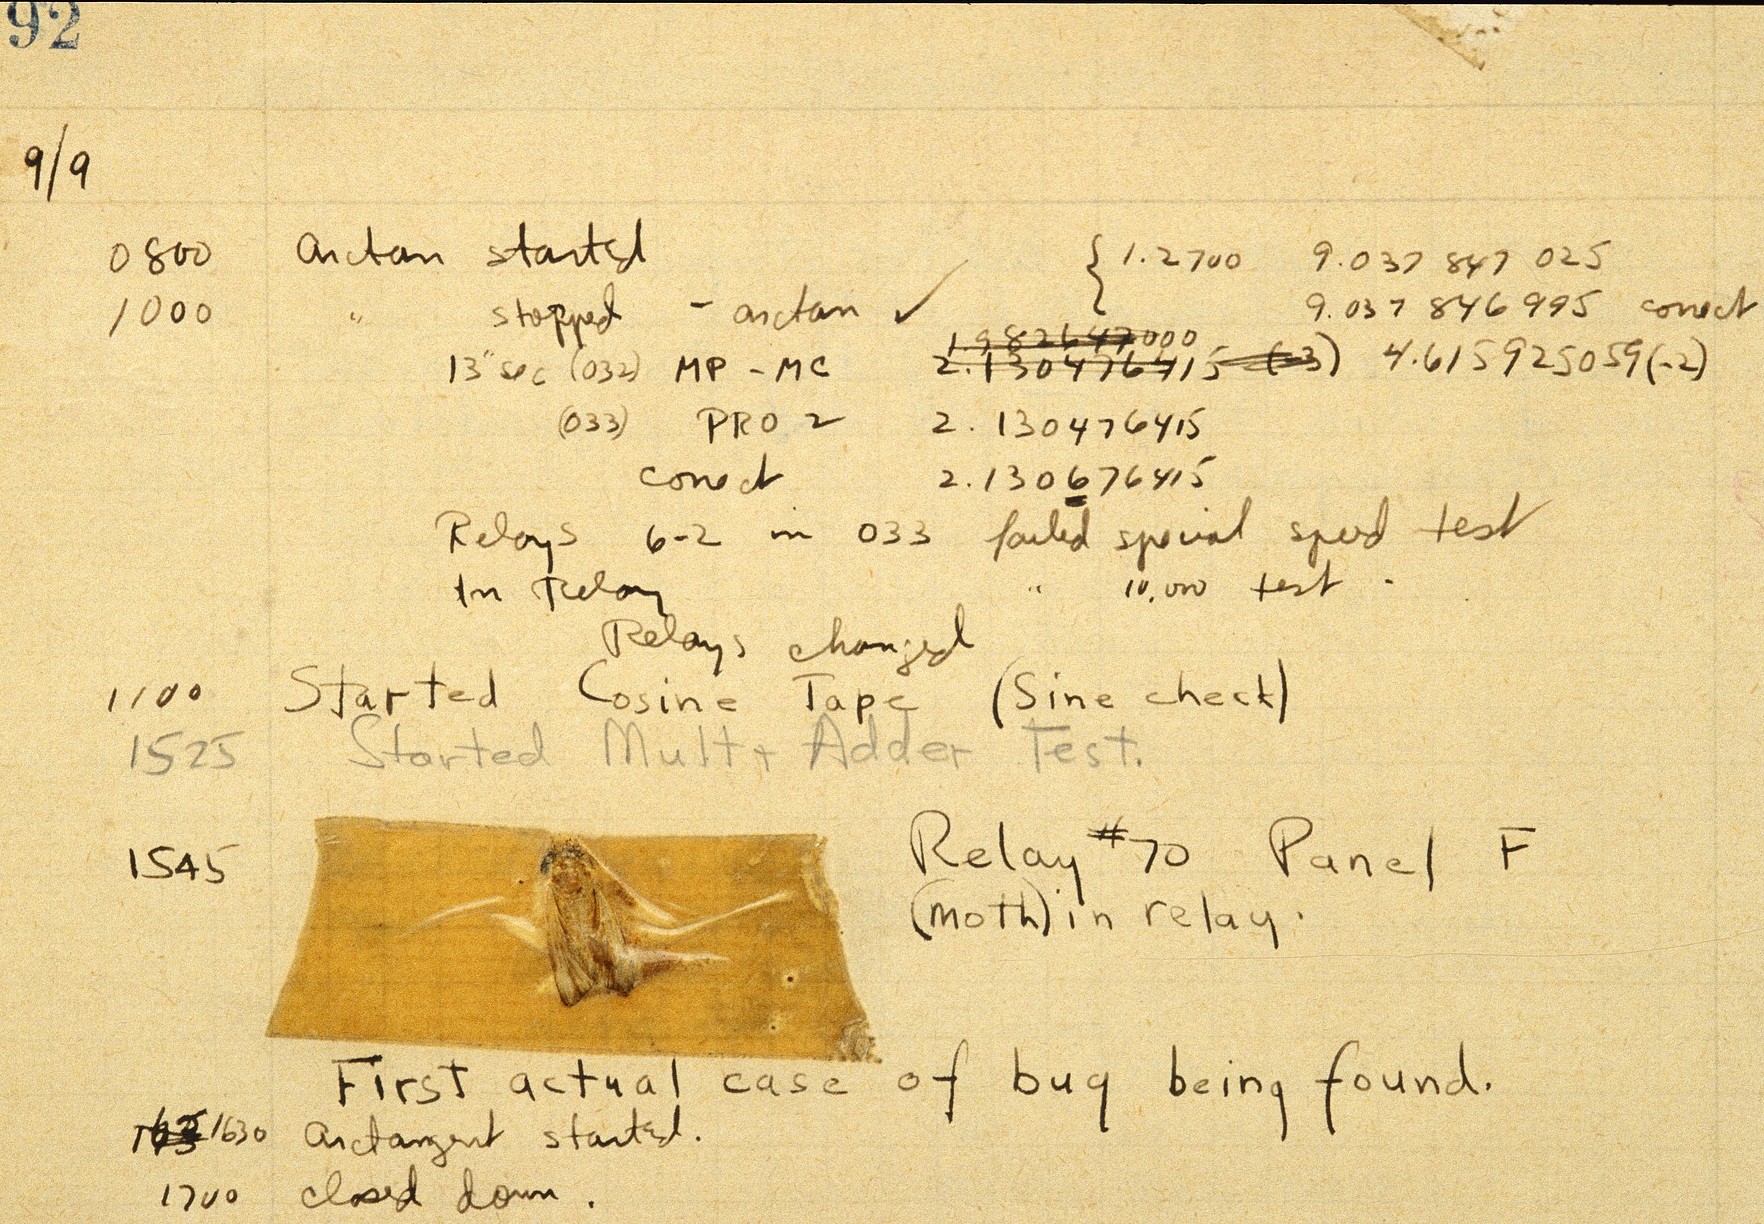 92
9/9
0800 arctan started { 1.2700 9.037 847 025
1000 " stopped - arctan ✓ 9.037 846 995 correct
1.982647000
13" sec (032) MP - MC 2.130476415 (-3) 4.615925059(-2)
(033) PRO 2 2.130476415
correct 2.130676415
Relays 6-2 in 033 failed special speed test
In Relay " 10,000 test .
Relays changed
1100 Started Cosine Tape (Sine check)
1525 Started Mult + Adder Test.
1545 Relay #70 Panel F
(moth) in relay.
First actual case of bug being found.
1630 arctangent started.
1700 closed down.